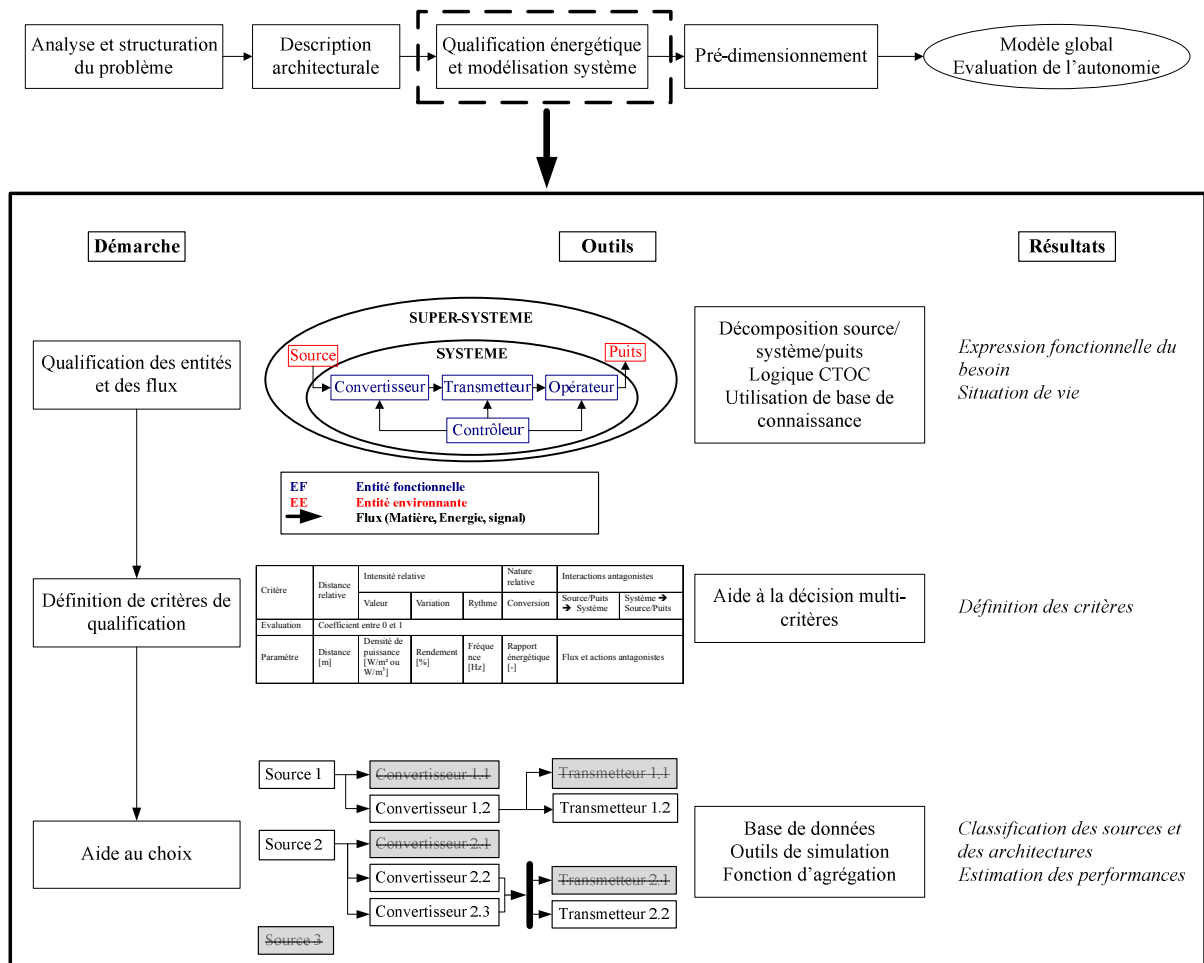 Analyse et structuration
du problème
Description
architecturale
Qualification énergétique
et modélisation système
Pré-dimensionnement
Modèle global
Evaluation de l'autonomie
Démarche
Outils
Résultats
Qualification des entités
et des flux
SUPER-SYSTEME
Source
SYSTEME
Puits
Convertisseur
Transmetteur
Opérateur
Contrôleur
EF Entité fonctionnelle
EE Entité environnante
Flux (Matière, Energie, signal)
Décomposition source/
système/puits
Logique CTOC
Utilisation de base de
connaissance
Expression fonctionnelle du
besoin
Situation de vie
Définition de critères de
qualification
Critère
Distance
relative
Intensité relative
Nature
relative
Interactions antagonistes
Valeur
Variation
Rythme
Conversion
Source/Puits
➔ Système
Système ➔
Source/Puits
Evaluation
Coefficient entre 0 et 1
Paramètre
Distance
[m]
Densité de
puissance
[W/m² ou
W/m³]
Rendement
[%]
Fréque
nce
[Hz]
Rapport
énergétique
[-]
Flux et actions antagonistes
Aide à la décision multi-
critères
Définition des critères
Aide au choix
Source 1
Convertisseur 1.1
Transmetteur 1.1
Convertisseur 1.2
Transmetteur 1.2
Source 2
Convertisseur 2.1
Convertisseur 2.2
Transmetteur 2.1
Convertisseur 2.3
Transmetteur 2.2
Source 3
Base de données
Outils de simulation
Fonction d'agrégation
Classification des sources et
des architectures
Estimation des performances